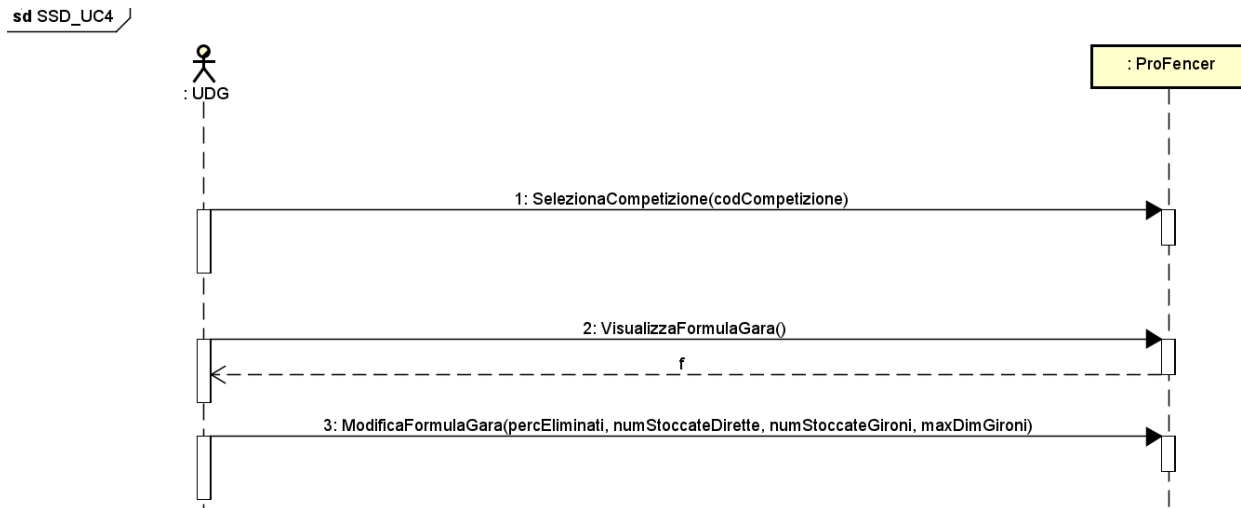 sd SSD_UC4
: UDG
: ProFencer
1: SelezionaCompetizione(codCompetizione)
2: VisualizzaFormulaGara()
f
3: ModificaFormulaGara(percEliminati, numStoccateDirette, numStoccateGironi, maxDimGironi)